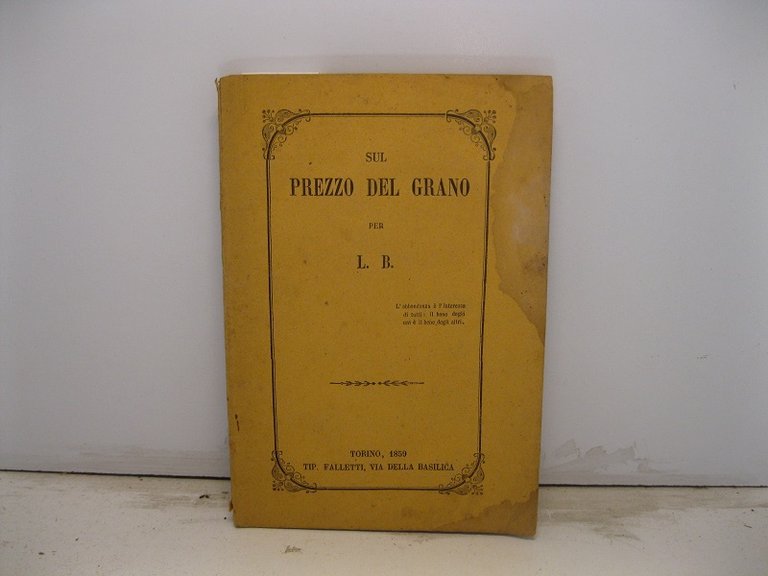 SUL
PREZZO DEL GRANO
PER
L. B.
L'abbondanza è l'interesse
di tutti: il bene degli
uni è il bene degli altri.
TORINO, 1859
TIP. FALLETTI, VIA DELLA BASILICA